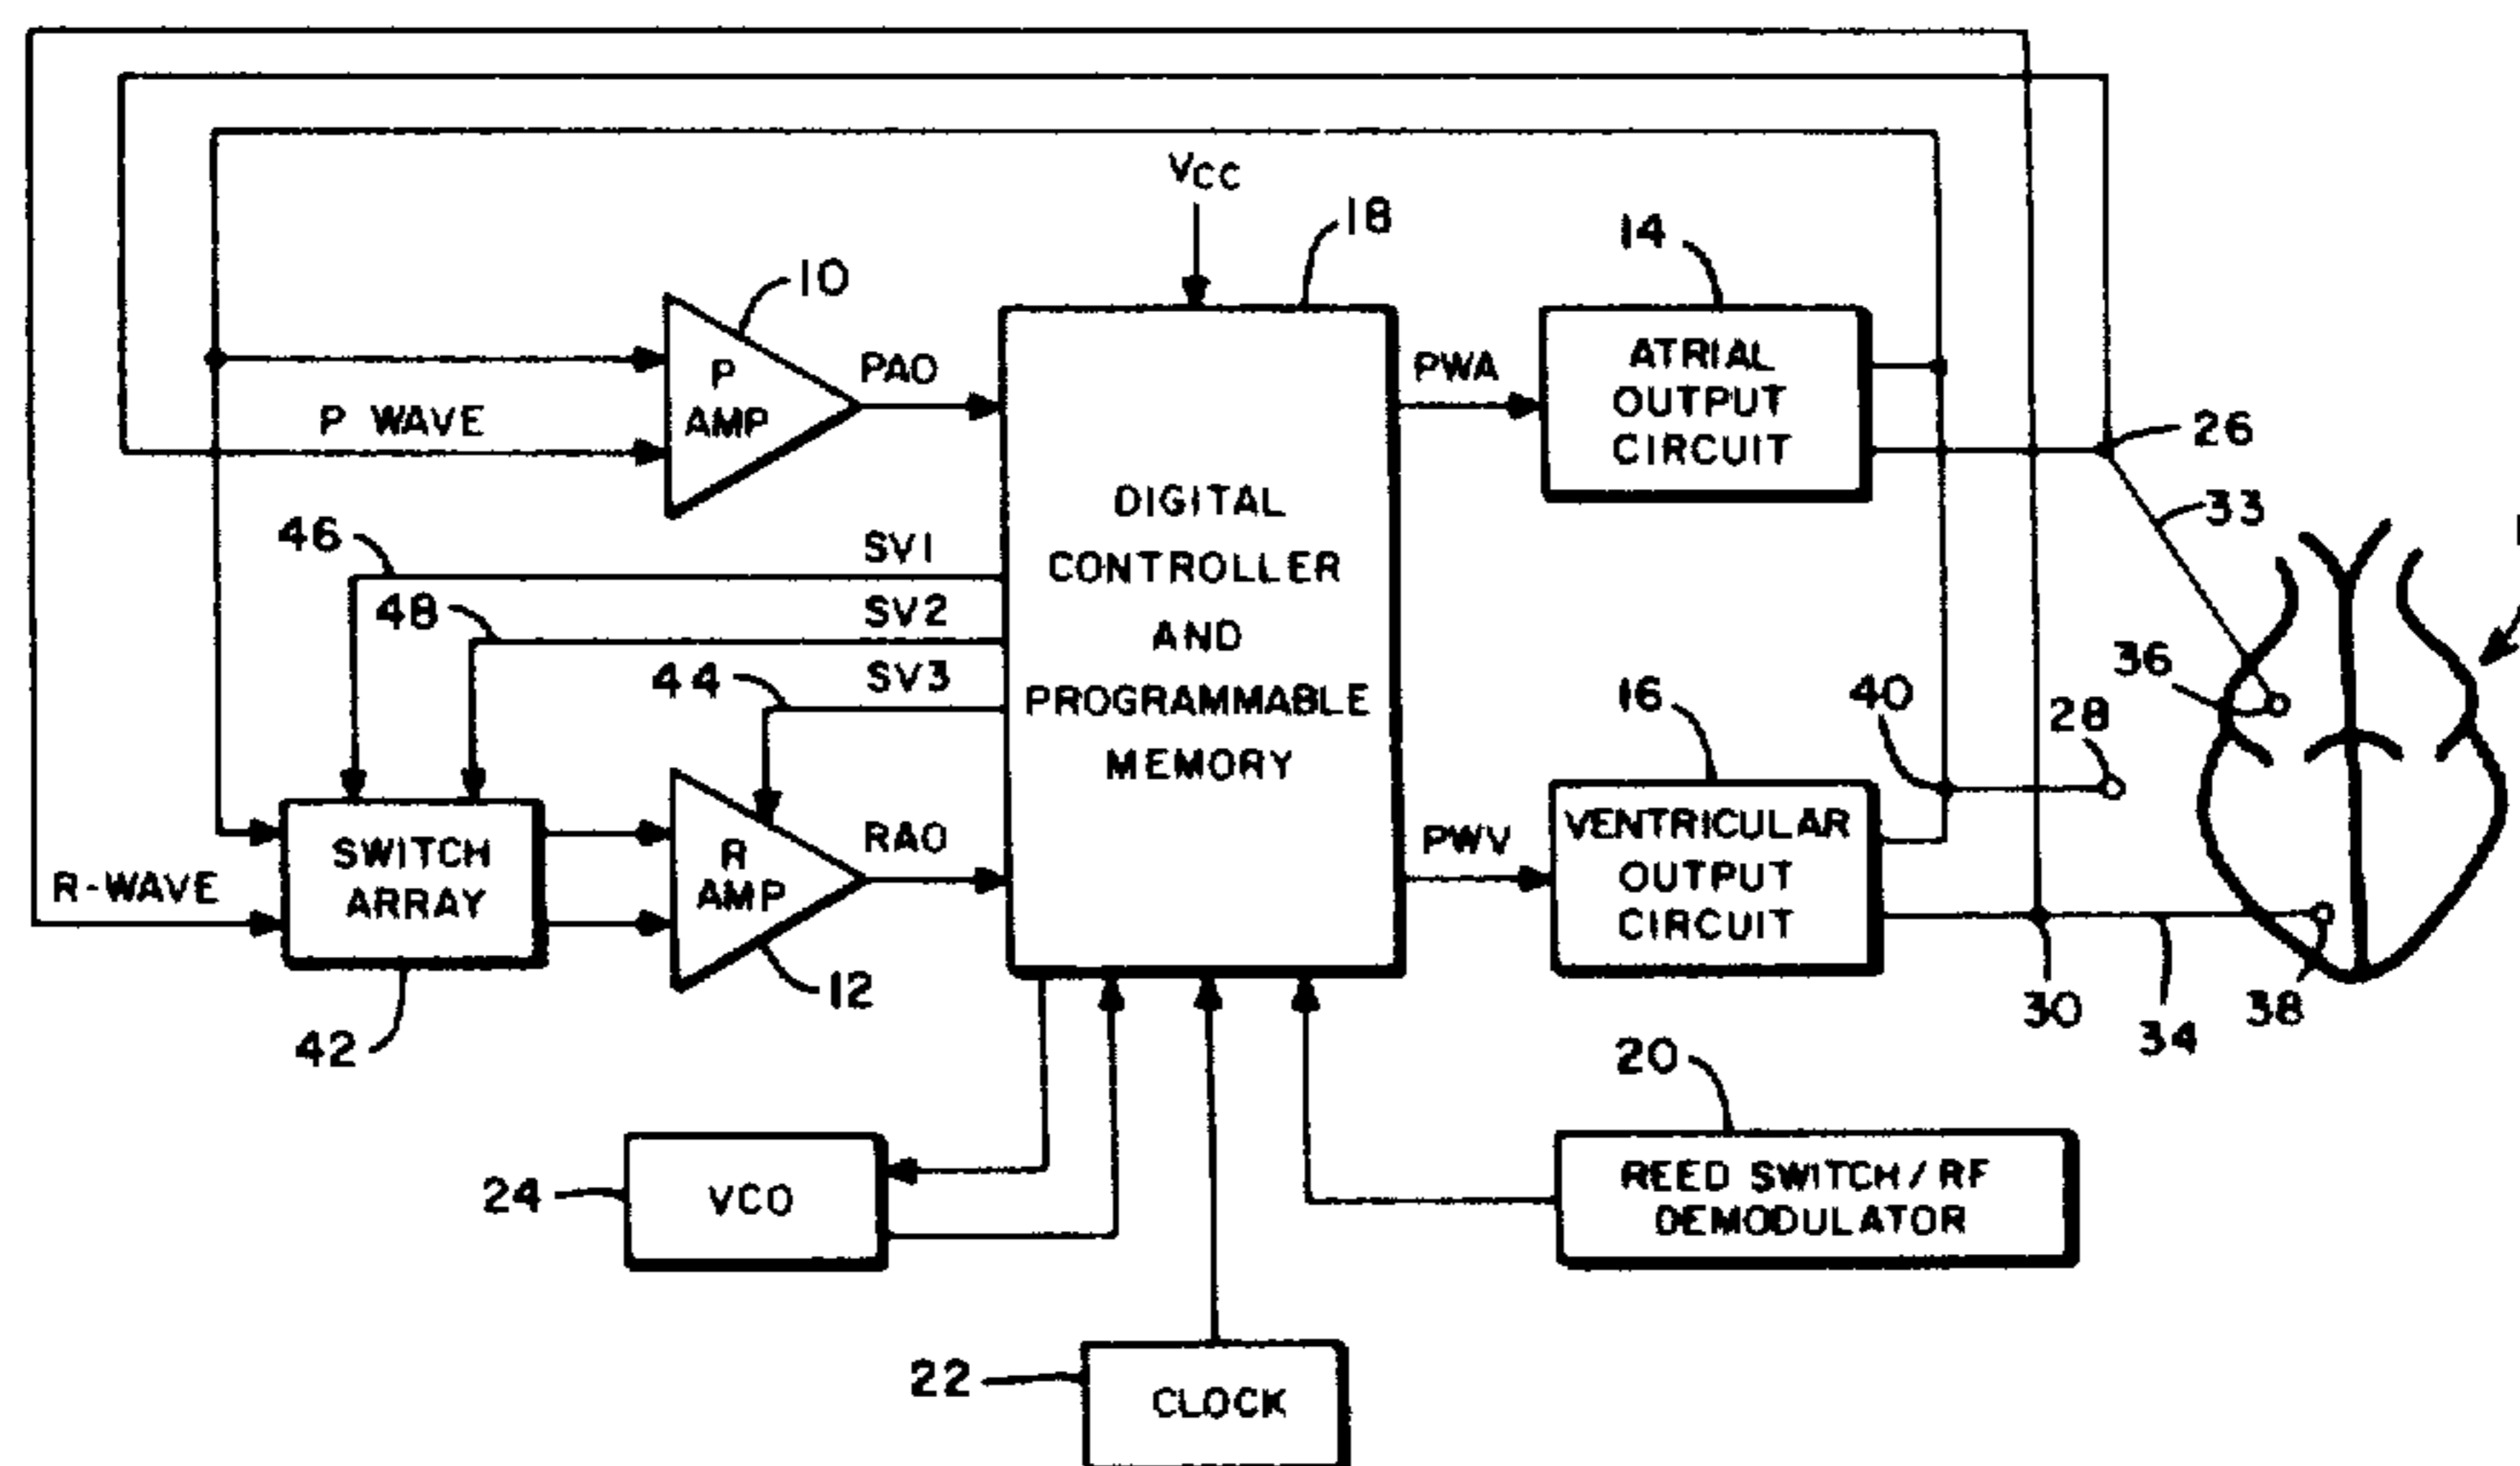 VCC
18
14
10
P
AMP
PAO
PWA
ATRIAL
OUTPUT
CIRCUIT
26
P WAVE
33
46
SV1
48
SV2
44
SV3
DIGITAL
CONTROLLER
AND
PROGRAMMABLE
MEMORY
36
16
40
28
SWITCH
ARRAY
R-WAVE
42
R
AMP
RAO
12
PWV
VENTRICULAR
OUTPUT
CIRCUIT
30
34
38
20
24
VCO
REED SWITCH / RF
DEMODULATOR
22
CLOCK